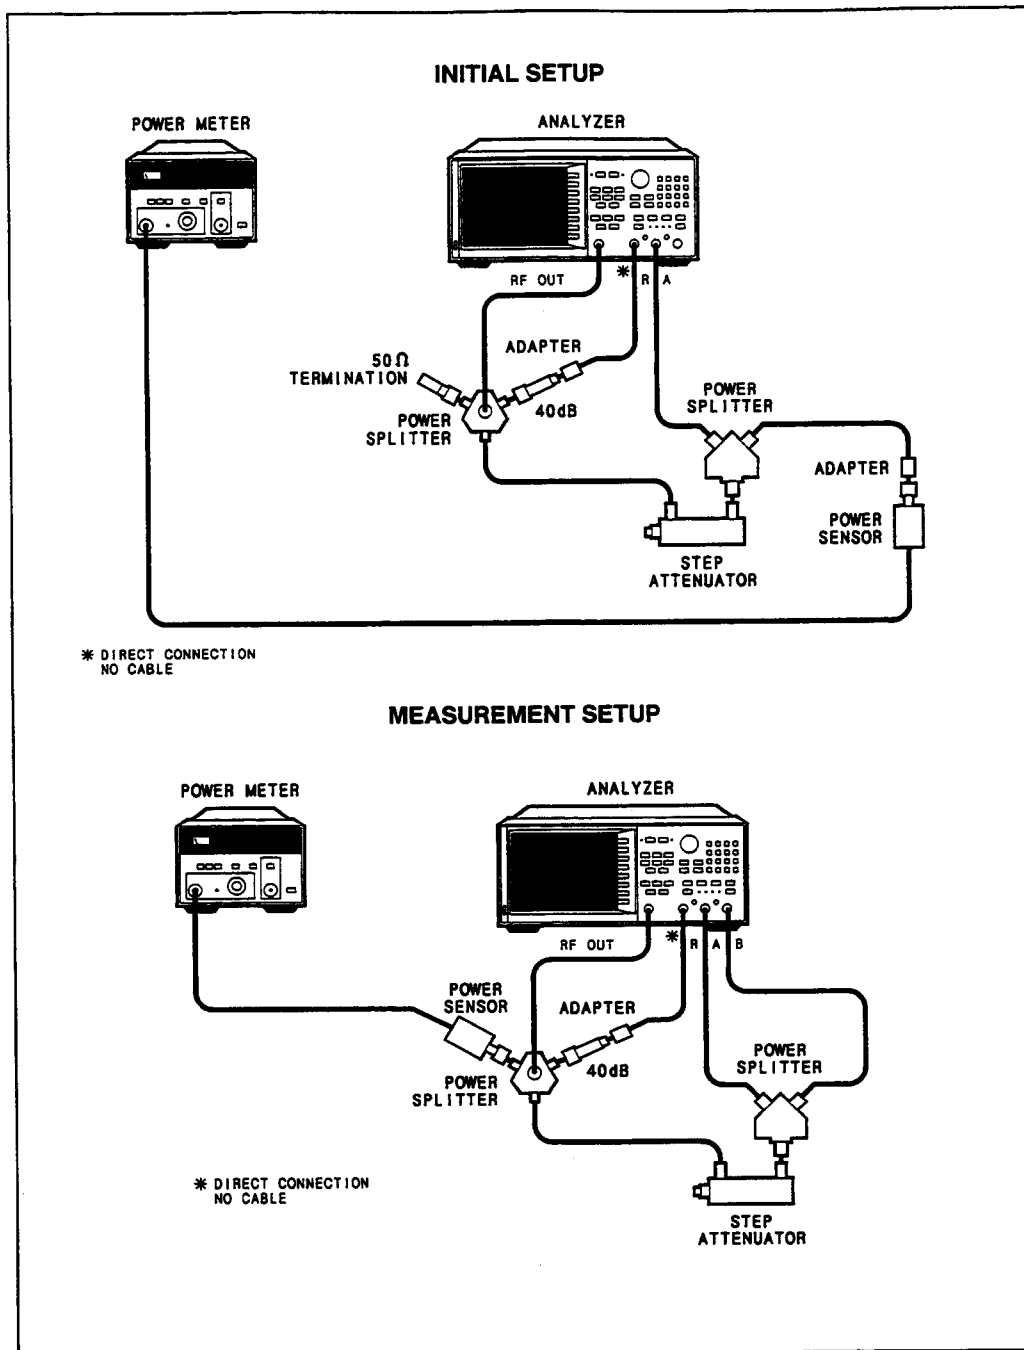 INITIAL SETUP
POWER METER
ANALYZER
RF OUT
* R A
ADAPTER
50Ω
TERMINATION
40dB
POWER
SPLITTER
POWER
SPLITTER
ADAPTER
POWER
SENSOR
STEP
ATTENUATOR
* DIRECT CONNECTION
NO CABLE
MEASUREMENT SETUP
POWER METER
ANALYZER
RF OUT
* R A B
POWER
SENSOR
ADAPTER
40dB
POWER
SPLITTER
POWER
SPLITTER
* DIRECT CONNECTION
NO CABLE
STEP
ATTENUATOR